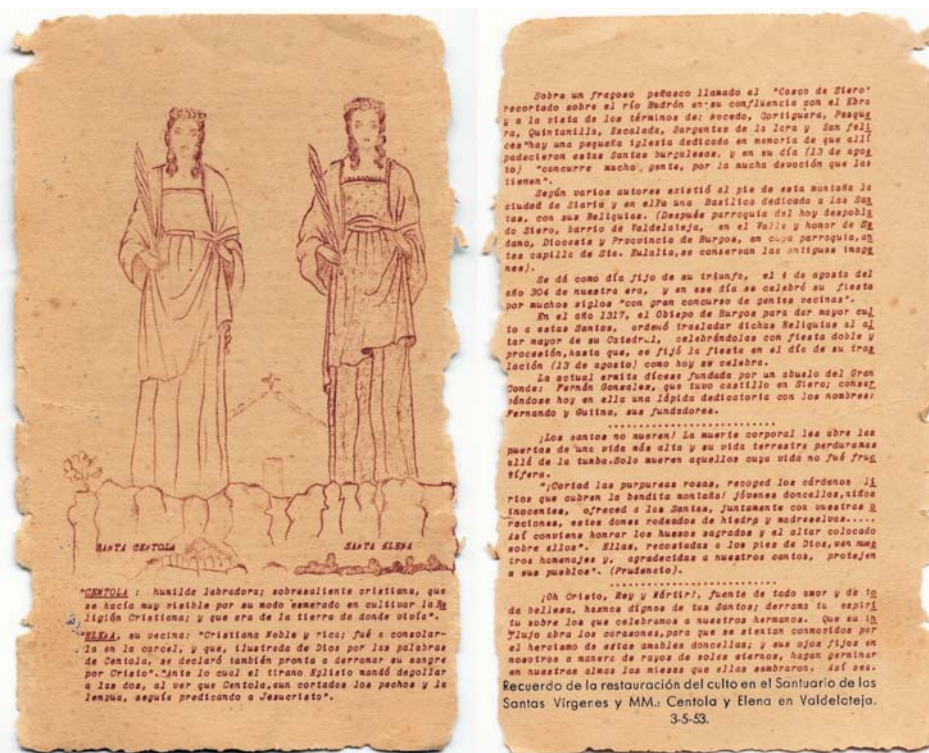 SANTA CENTOLA
SANTA ELENA
"CENTOLA : humilde labradora; sobresaliente cristiana, que
se hacía muy visible por su modo esmerado en cultivar la Re
ligión Cristiana; y que era de la tierra de donde vivís".
ELENA, su vecina: "Cristiana Noble y rica; fué a consolar-
la en la carcel, y que, ilustrada de Dios por las palabras
de Centola, se declaró también pronta a derramar su sangre
por Cristo". "Ante lo cual el tirano Eglisto mandó degollar
a las dos, al ver que Centola, aun cortados los pechos y la
lengua, seguía predicando a Jesucristo".
Sobre un fragoso peñasco llamado el "Casco de Siero"
recortado sobre el río Rudrón en su confluencia con el Ebro
y a la vista de los términos de: Nocedo, Cortiguera, Pesque
ra, Quintanilla, Escalada, Sargentes de la Lora y San Feli
ces "hay una pequeña iglesia dedicada en memoria de que allí
padecieron estas Santas burgalesas, y en su día (13 de agos
to) "concurre mucha gente, por la mucha devoción que las
tienen".
Según varios autores existió al pie de esta montaña la
ciudad de Siaria y en ella una Basílica dedicada a las San
tas, con sus Reliquias. (Después parroquia del hoy despobla
do Siero, barrio de Valdelateja, en el Valle y honor de Se
dano, Diocesis y Provincia de Burgos, en cuya parroquia, an
tes capilla de Sta. Eulalia, se conservan las antiguas image
nes).
Se dá como día fijo de su triunfo, el 4 de agosto del
año 304 de nuestra era, y en ese día se celebró su fiesta
por muchos siglos "con gran concurso de gentes vecinas".
En el año 1317, el Obispo de Burgos para dar mayor cul
to a estas Santas, ordenó trasladar dichas Reliquias al al
tar mayor de su Catedral, celebrándolas con fiesta doble y
procesión, hasta que, se fijó la fiesta en el día de su tras
lación (13 de agosto) como hoy se celebra.
La actual ermita dícese fundada por un abuelo del Gran
Conde: Fernán Gonzales, que tuvo castillo en Siero; conser
vándose hoy en ella una lápida dedicatoria con los nombres:
Fernando y Gutina, sus fundadores.
..............................
¡Los santos no mueren! La muerte corporal les abre las
puertas de una vida más alta y su vida terrestre perduramas
allá de la tumba. Solo mueren aquellos cuya vida no fué fruc
tífera.
"¡Cortad las purpureas rosas, recoged los cárdenos li
rios que cubren la bendita montaña! jóvenes doncellas, niños
inocentes, ofreced a los Santas, juntamente con vuestras o
raciones, estos dones rodeados de hiedra y madreselvas.....
Así conviene honrar los huesos sagrados y el altar colocado
sobre ellos". Ellas, recostadas a los pies de Dios, ven nues
tros homenajes y, agradecidas a nuestros cantos, protejen
a sus pueblos". (Prudencio).
..............................
¡Oh Cristo, Rey y Mártir!, fuente de todo amor y de to
da belleza, haznos dignos de tus Santos; derrama tu espíri
tu sobre los que celebramos a nuestros hermanos. Que su in
flujo abra los corazones, para que se sientan conmovidos por
el heroismo de estas amables doncellas; y sus ojos fijos en
nosotros a manera de rayos de soles eternos, hagan germinar
en nuestras almas las mieses que ellas sembraron. Así sea.
Recuerdo de la restauración del culto en el Santuario de las
Santas Vírgenes y MM.: Centola y Elena en Valdelateja.
3-5-53.